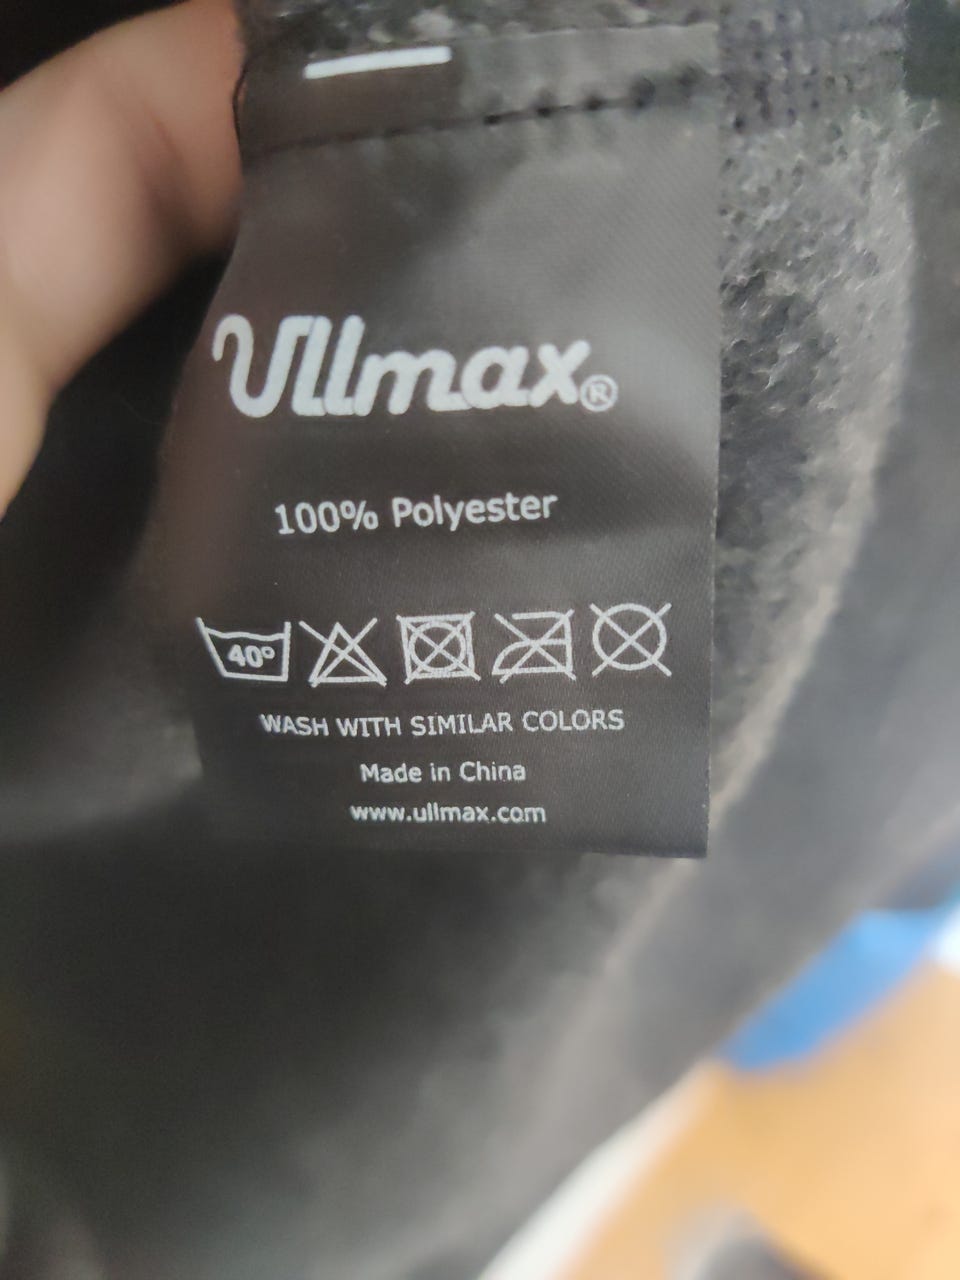 Ullmax®
100% Polyester
40°
WASH WITH SIMILAR COLORS
Made in China
www.ullmax.com